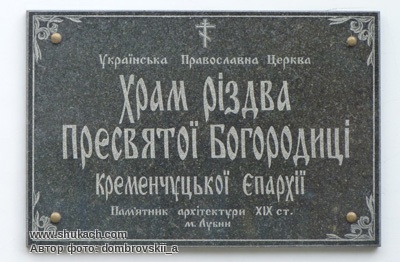 Українська Православна Церква
Храм різдва
Пресвятої Богородиці
Кременчуцької Єпархії
Пам'ятник архітектури XIX ст.
м. Лубни
www.shukach.com
Автор фото: dombrovskii_a